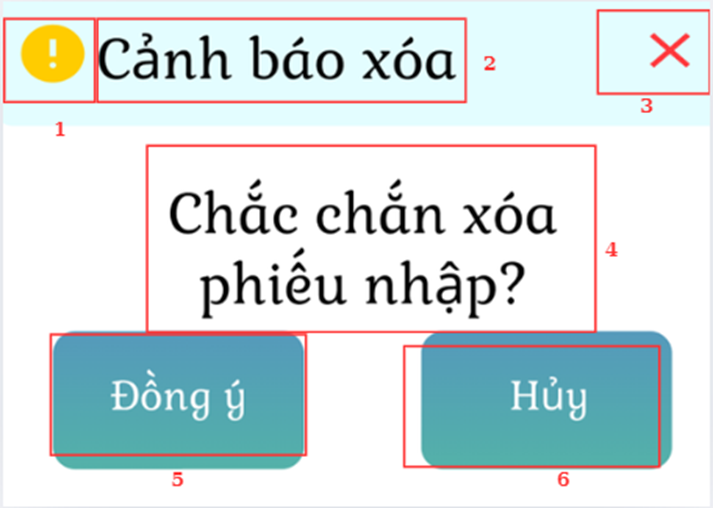 !
Cảnh báo xóa
2
3
1
Chắc chắn xóa
phiếu nhập?
4
Đồng ý
Hủy
5
6